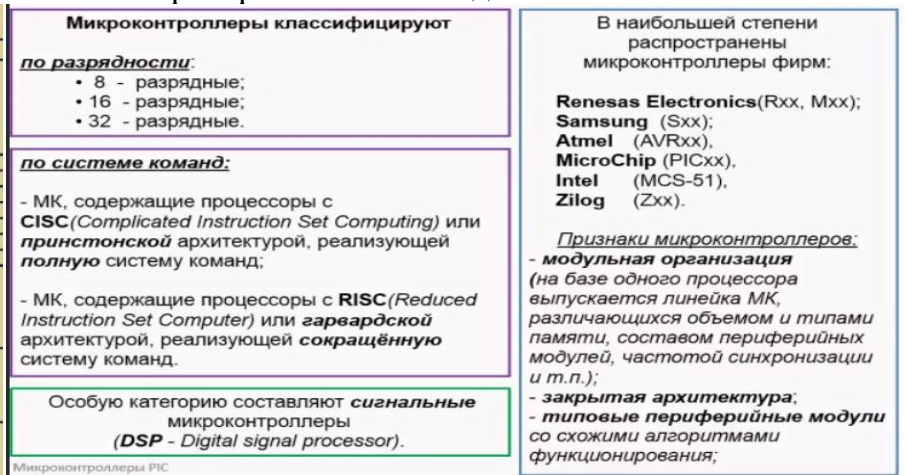 Микроконтроллеры классифицируют
по разрядности:
• 8 - разрядные;
• 16 - разрядные;
• 32 - разрядные.
по системе команд:
- МК, содержащие процессоры с
CISC(Complicated Instruction Set Computing) или
принстонской архитектурой, реализующей
полную систему команд;
- МК, содержащие процессоры с RISC(Reduced
Instruction Set Computer) или гарвардской
архитектурой, реализующей сокращённую
систему команд.
Особую категорию составляют сигнальные
микроконтроллеры
(DSP - Digital signal processor).
Микроконтроллеры PIC
В наибольшей степени
распространены
микроконтроллеры фирм:
Renesas Electronics(Rxx, Mxx);
Samsung (Sxx);
Atmel (AVRxx),
MicroChip (PICxx),
Intel (MCS-51),
Zilog (Zxx).
Признаки микроконтроллеров:
- модульная организация
(на базе одного процессора
выпускается линейка МК,
различающихся объемом и типами
памяти, составом периферийных
модулей, частотой синхронизации
и т.п.);
- закрытая архитектура;
- типовые периферийные модули
со схожими алгоритмами
функционирования;